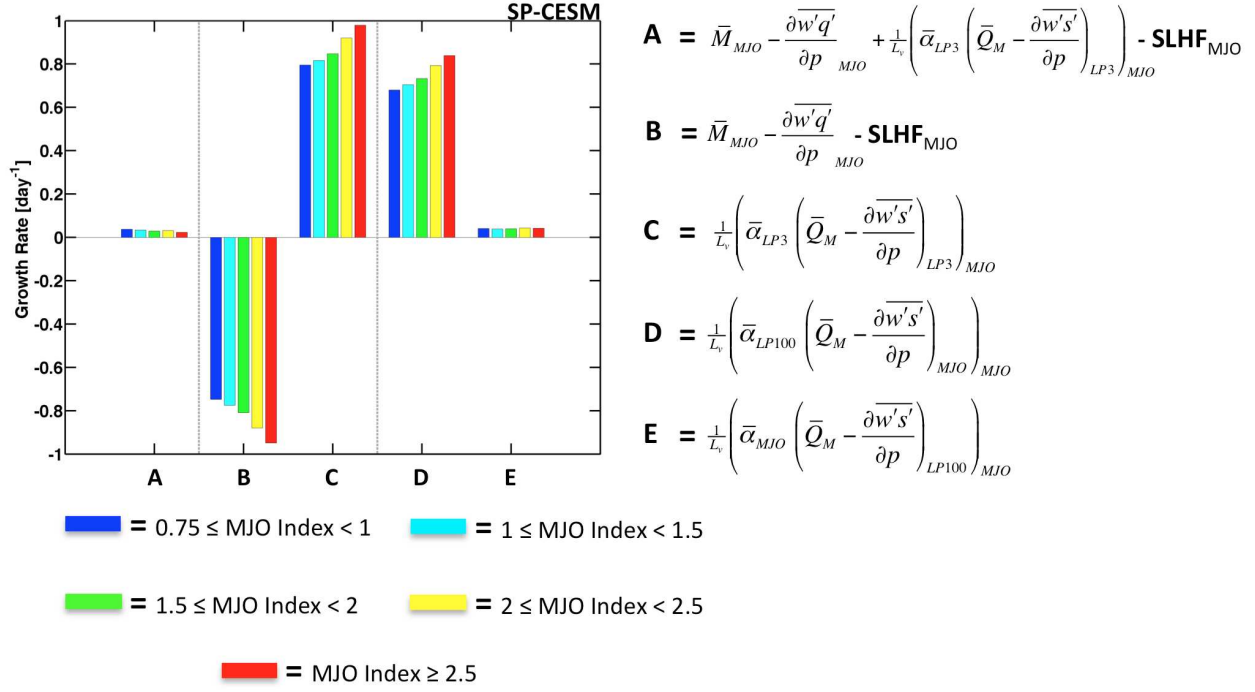 SP-CESM
Growth Rate [day⁻¹]
1
0.8
0.6
0.4
0.2
0
-0.2
-0.4
-0.6
-0.8
-1
A B C D E
A = M̄_MJO − ∂w′q′‾/∂p _MJO + 1/L_v (ᾱ_LP3 (Q̄_M − ∂w′s′‾/∂p)_LP3)_MJO - SLHF_MJO
B = M̄_MJO − ∂w′q′‾/∂p _MJO - SLHF_MJO
C = 1/L_v (ᾱ_LP3 (Q̄_M − ∂w′s′‾/∂p)_LP3)_MJO
D = 1/L_v (ᾱ_LP100 (Q̄_M − ∂w′s′‾/∂p)_MJO)_MJO
E = 1/L_v (ᾱ_MJO (Q̄_M − ∂w′s′‾/∂p)_LP100)_MJO
= 0.75 ≤ MJO Index < 1
= 1 ≤ MJO Index < 1.5
= 1.5 ≤ MJO Index < 2
= 2 ≤ MJO Index < 2.5
= MJO Index ≥ 2.5